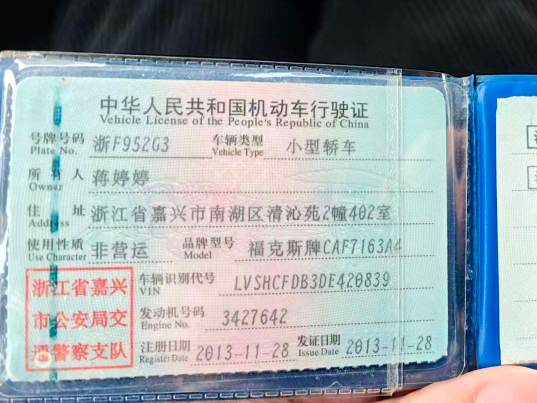 中华人民共和国机动车行驶证
Vehicle License of the People's Republic of China
号牌号码 浙F952G3 车辆类型 小型轿车
Plate No. Vehicle Type
所有人 蒋婷婷
Owner
住址 浙江省嘉兴市南湖区清沁苑2幢402室
Address
使用性质 非营运 品牌型号 福克斯牌CAF7163A4
Use Character Model
浙江省嘉兴
市公安局交
通警察支队
车辆识别代号 LVSHCFDB3DE420839
VIN
发动机号码 3427642
Engine No.
注册日期 2013-11-28 发证日期 2013-11-28
Register Date Issue Date